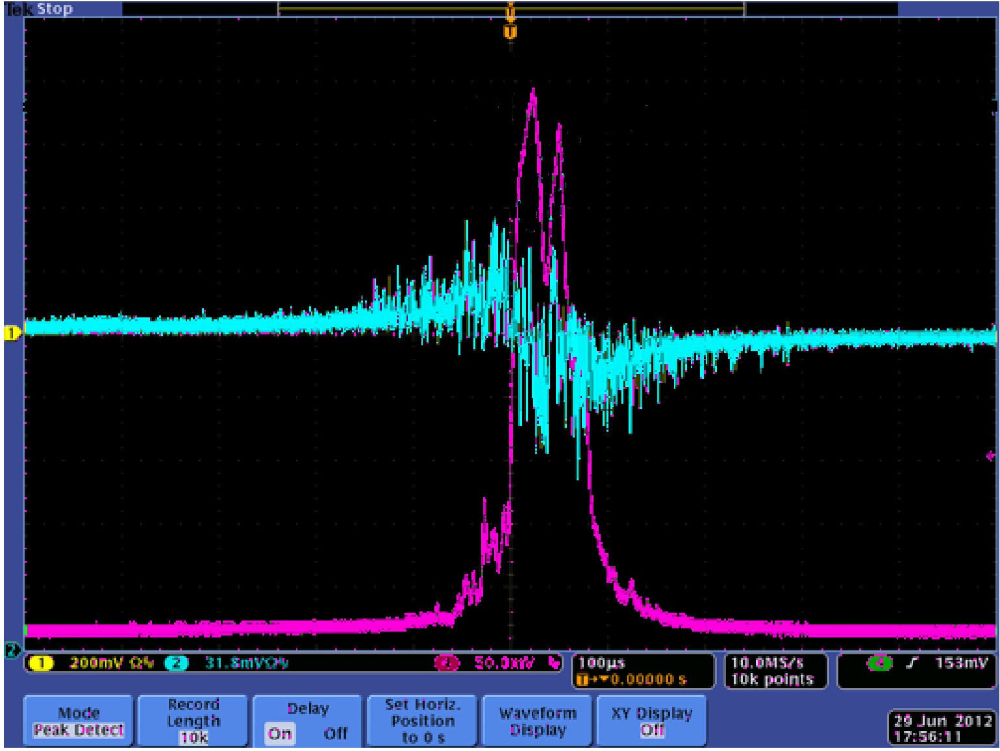 Tek Stop
T
T
1
2
1 200mV Ω
2 31.8mV Ω
50.0mV
100µs
T→▼0.00000 s
10.0MS/s
10k points
153mV
Mode
Peak Detect
Record
Length
10k
Delay
On Off
Set Horiz.
Position
to 0 s
Waveform
Display
XY Display
Off
29 Jun 2012
17:56:11